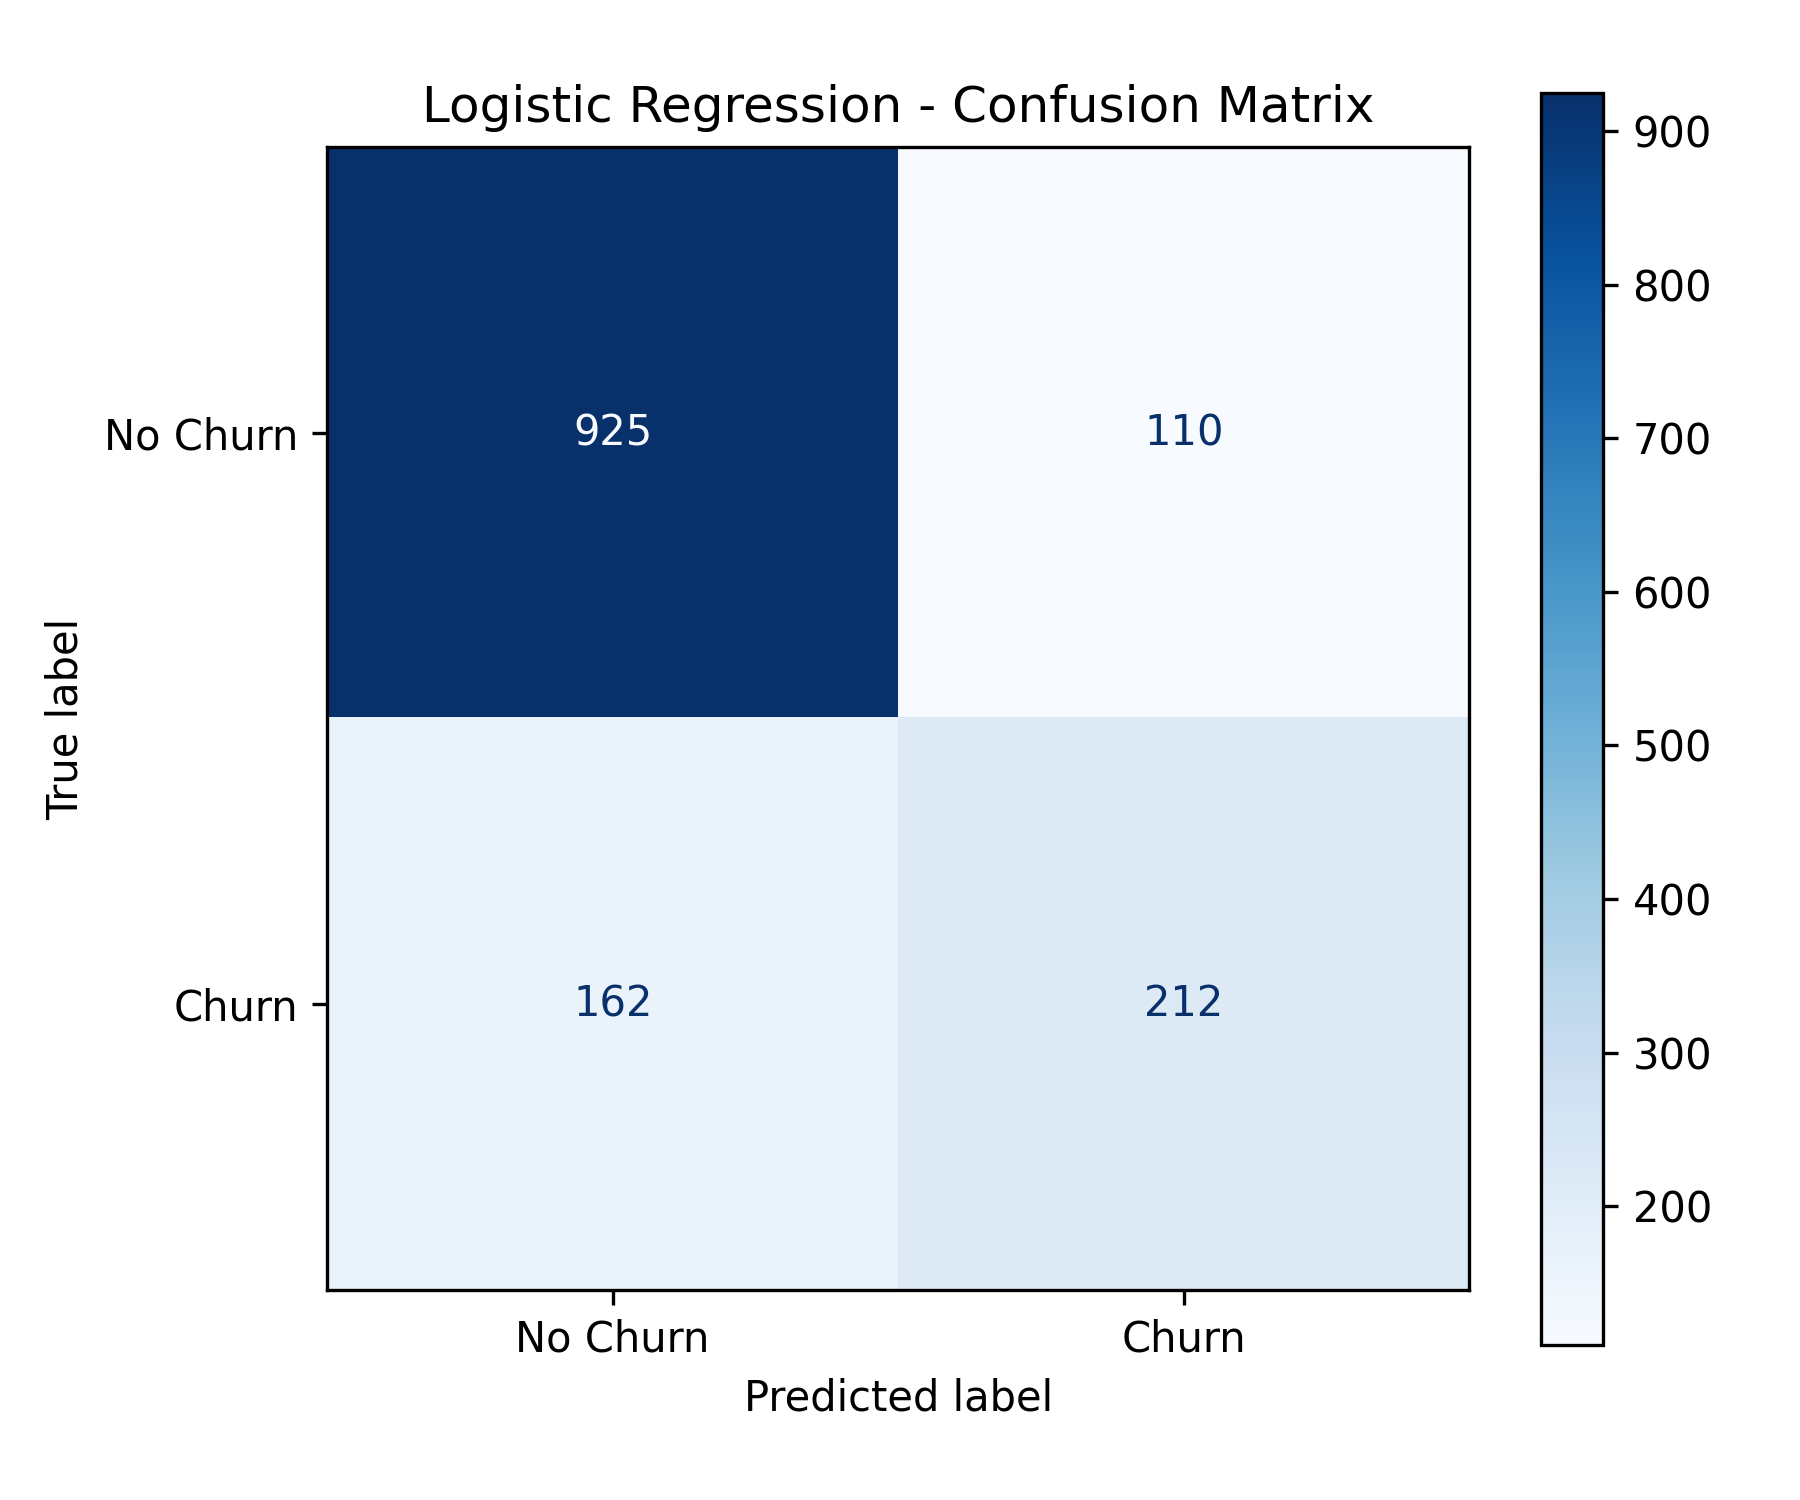 Logistic Regression - Confusion Matrix
True label
No Churn
925
110
Churn
162
212
No Churn
Churn
Predicted label
900
800
700
600
500
400
300
200